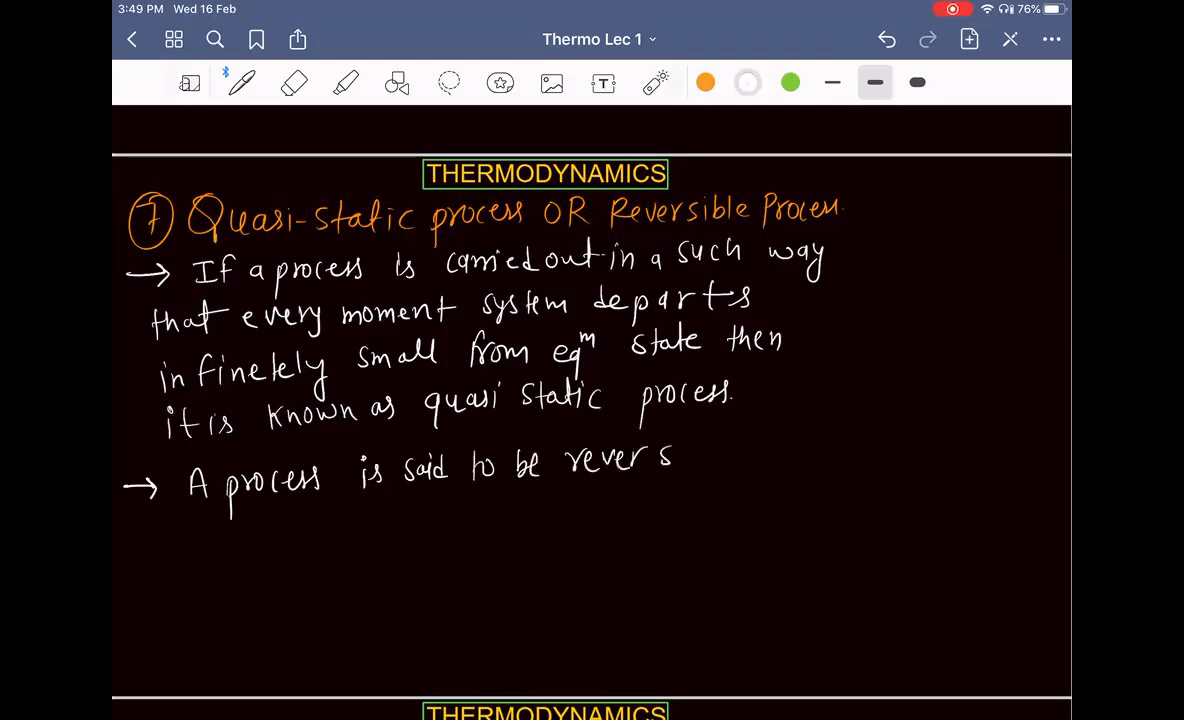 3:49 PM Wed 16 Feb
76%
Thermo Lec 1
T
THERMODYNAMICS
7 Quasi-static process OR Reversible Process.
→ If a process is carried out in a such way
that every moment system departs
infinetely small from eqm state then
it is known as quasi static process.
→ A process is said to be revers
THERMODYNAMICS